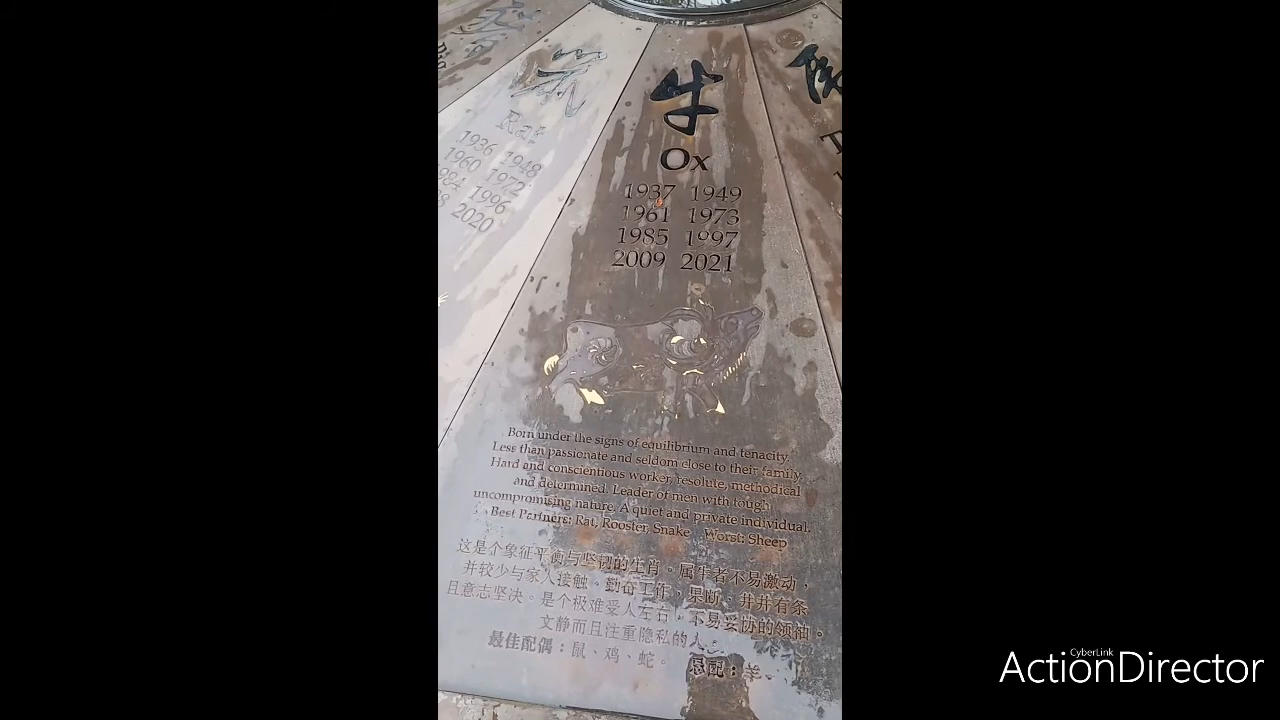 牛
Ox
1937 1949
1961 1973
1985 1997
2009 2021
Born under the signs of equilibrium and tenacity.
Less than passionate and seldom close to their family.
Hard and conscientious worker, resolute, methodical
and determined. Leader of men with tough
uncompromising nature. A quiet and private individual.
Best Partners: Rat, Rooster, Snake Worst: Sheep
这是个象征平衡与坚韧的生肖。属牛者不易激动，
并较少与家人接触。勤奋工作，果断，井井有条
且意志坚决。是个极难受人左右，不易妥协的领袖。
文静而且注重隐私的人。
最佳配偶：鼠、鸡、蛇。 忌配：羊。
Rat
1936 1948
1960 1972
1996
2020
CyberLink
ActionDirector